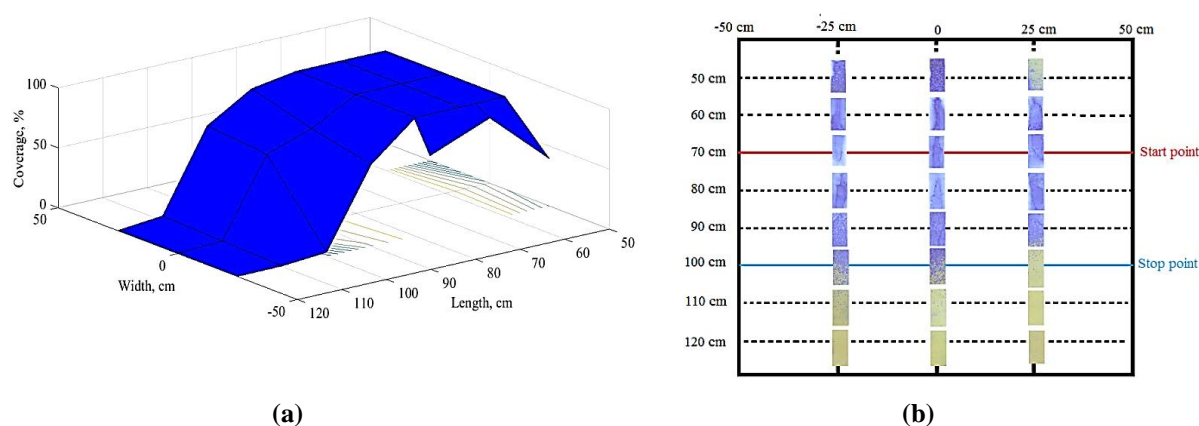 100
50
0
Coverage, %
50
0
-50
Width, cm
120
110
100
90
80
70
60
50
Length, cm
(a)
-50 cm
-25 cm
0
25 cm
50 cm
50 cm
60 cm
70 cm
Start point
80 cm
90 cm
100 cm
Stop point
110 cm
120 cm
(b)